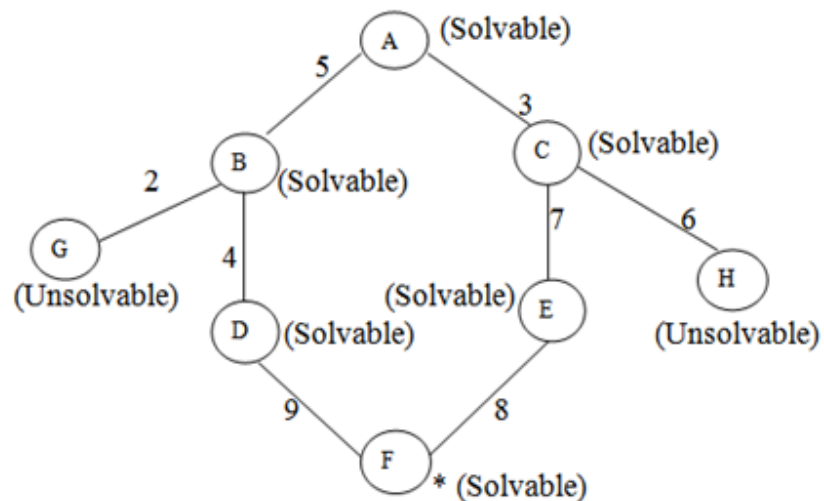 A (Solvable)
5
3
B (Solvable)
C (Solvable)
2
7
6
G
(Unsolvable)
4
H
(Unsolvable)
(Solvable) E
D (Solvable)
9
8
F * (Solvable)